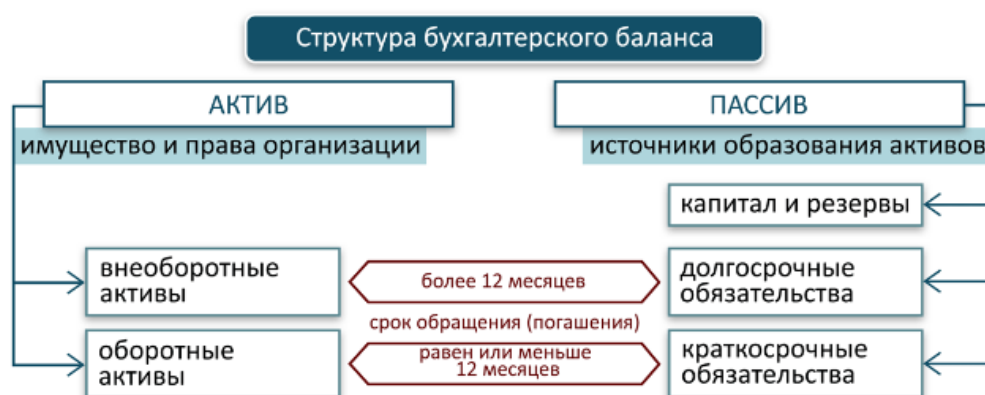 Структура бухгалтерского баланса
АКТИВ
ПАССИВ
имущество и права организации
источники образования активов
капитал и резервы
внеоборотные
активы
более 12 месяцев
долгосрочные
обязательства
срок обращения (погашения)
оборотные
активы
равен или меньше
12 месяцев
краткосрочные
обязательства